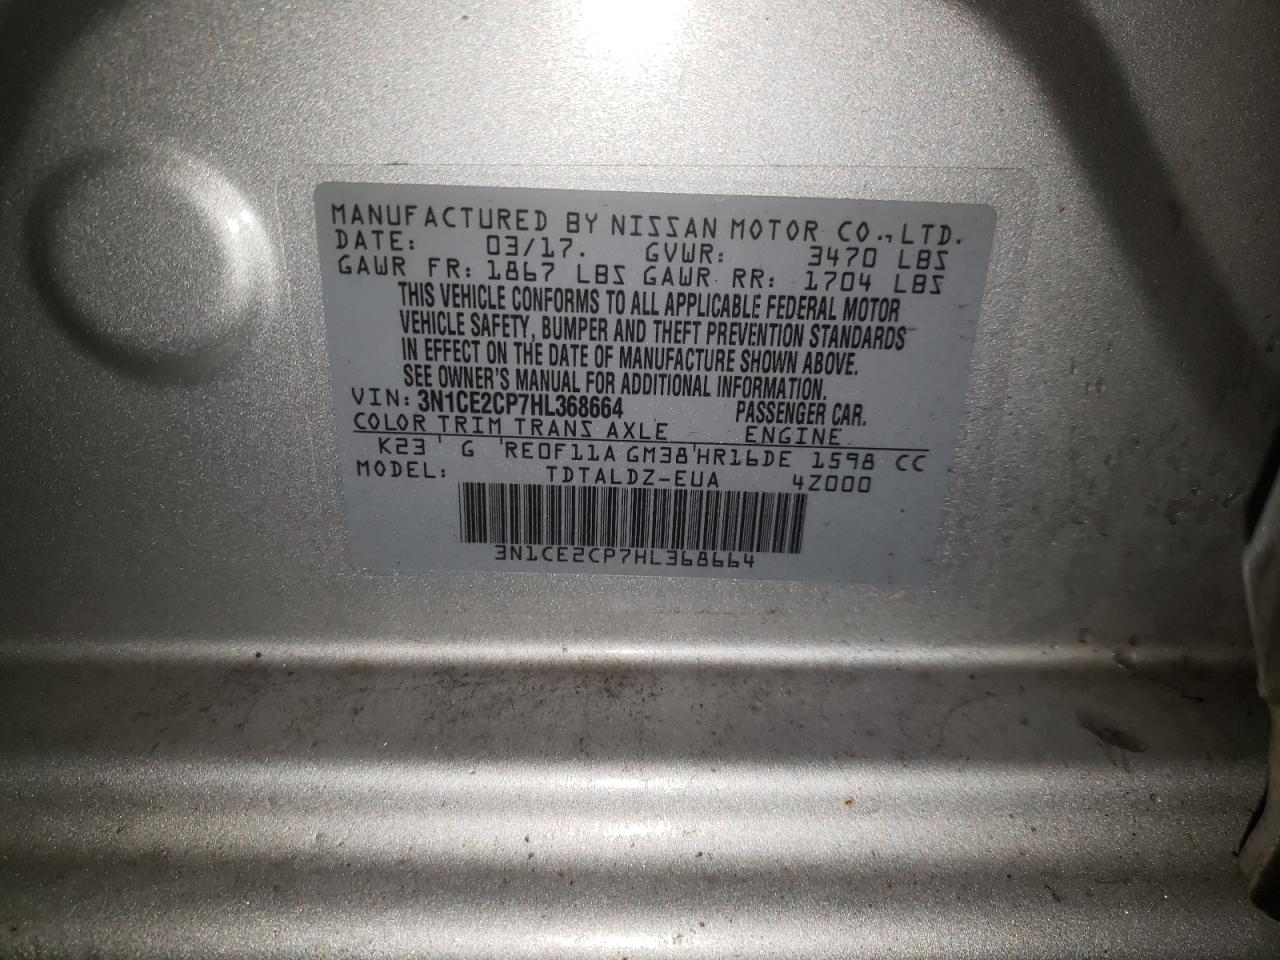 MANUFACTURED BY NISSAN MOTOR CO.,LTD.
DATE: 03/17. GVWR: 3470 LBS
GAWR FR: 1867 LBS GAWR RR: 1704 LBS
THIS VEHICLE CONFORMS TO ALL APPLICABLE FEDERAL MOTOR
VEHICLE SAFETY, BUMPER AND THEFT PREVENTION STANDARDS
IN EFFECT ON THE DATE OF MANUFACTURE SHOWN ABOVE.
SEE OWNER'S MANUAL FOR ADDITIONAL INFORMATION.
VIN: 3N1CE2CP7HL368664 PASSENGER CAR.
COLOR TRIM TRANS AXLE ENGINE
K23 ' G 'RE0F11A GM38'HR16DE 1598 CC
MODEL: TDTALDZ-EUA 4Z000
3N1CE2CP7HL368664